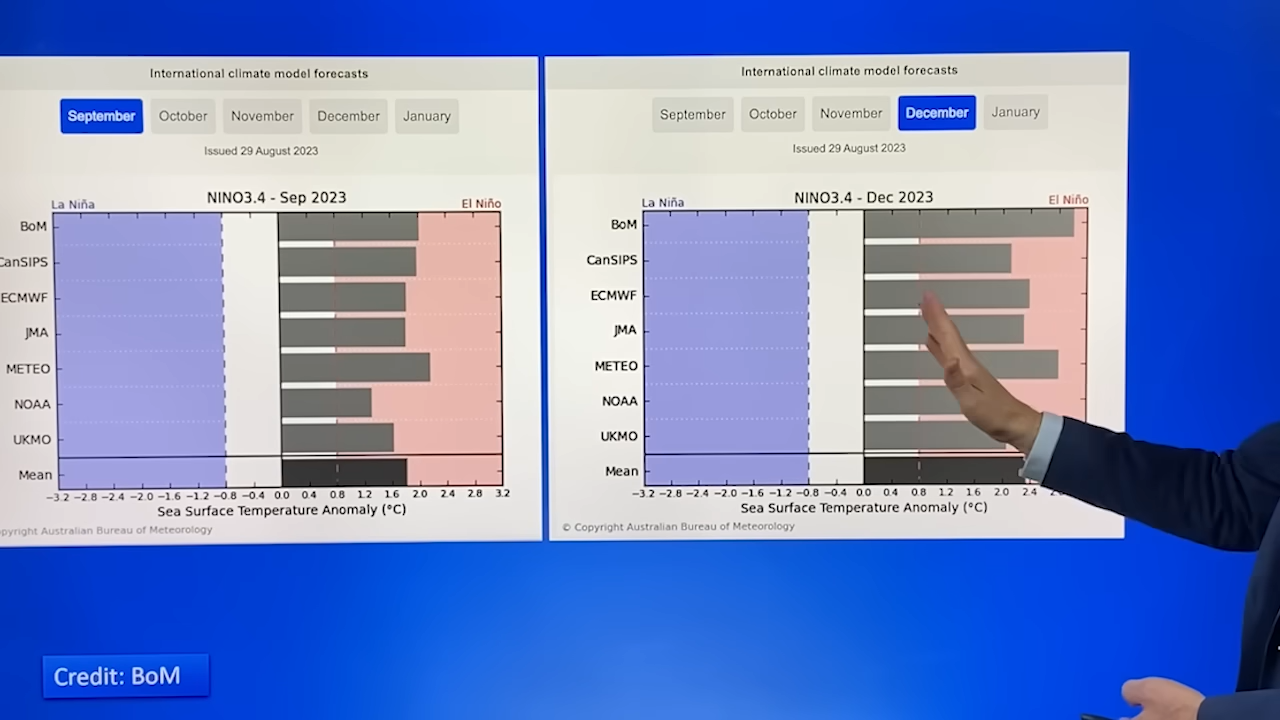 International climate model forecasts
September October November December January
Issued 29 August 2023
NINO3.4 - Sep 2023
La Niña El Niño
BoM
CanSIPS
ECMWF
JMA
METEO
NOAA
UKMO
Mean
−3.2 −2.8 −2.4 −2.0 −1.6 −1.2 −0.8 −0.4 0.0 0.4 0.8 1.2 1.6 2.0 2.4 2.8 3.2
Sea Surface Temperature Anomaly (°C)
opyright Australian Bureau of Meteorology
International climate model forecasts
September October November December January
Issued 29 August 2023
NINO3.4 - Dec 2023
La Niña El Niño
BoM
CanSIPS
ECMWF
JMA
METEO
NOAA
UKMO
Mean
−3.2 −2.8 −2.4 −2.0 −1.6 −1.2 −0.8 −0.4 0.0 0.4 0.8 1.2 1.6 2.0 2.4
Sea Surface Temperature Anomaly (°C)
© Copyright Australian Bureau of Meteorology
Credit: BoM